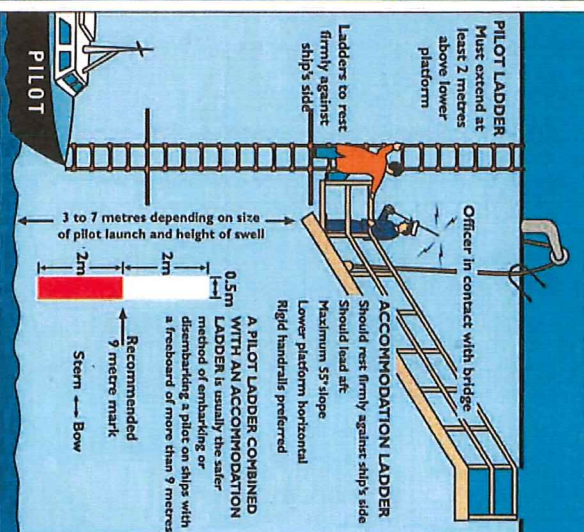 PILOT LADDER
Must extend at
least 2 metres
above lower
platform
Ladders to rest
firmly against
ship's side
Officer in contact with bridge
ACCOMMODATION LADDER
Should rest firmly against ship's side
Should lead aft
Maximum 55° slope
Lower platform horizontal
Rigid handrails preferred
3 to 7 metres depending on size
of pilot launch and height of swell
PILOT
0.5m
2m
2m
Recommended
9 metre mark
Stern ↔ Bow
A PILOT LADDER COMBINED
WITH AN ACCOMMODATION
LADDER is usually the safer
method of embarking or
disembarking a pilot on ships with
a freeboard of more than 9 metres